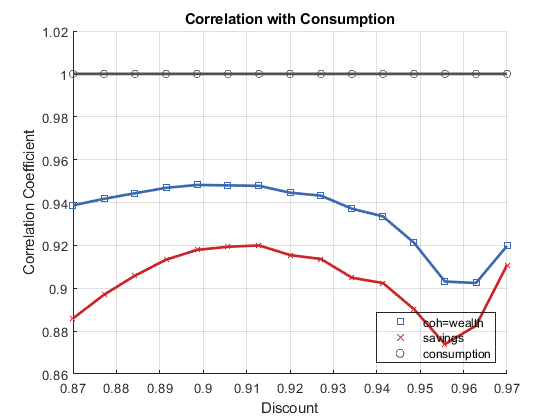 Correlation with Consumption
1.02
1
0.98
0.96
0.94
0.92
0.9
0.88
0.86
Correlation Coefficient
coh=wealth
savings
consumption
0.87 0.88 0.89 0.9 0.91 0.92 0.93 0.94 0.95 0.96 0.97
Discount